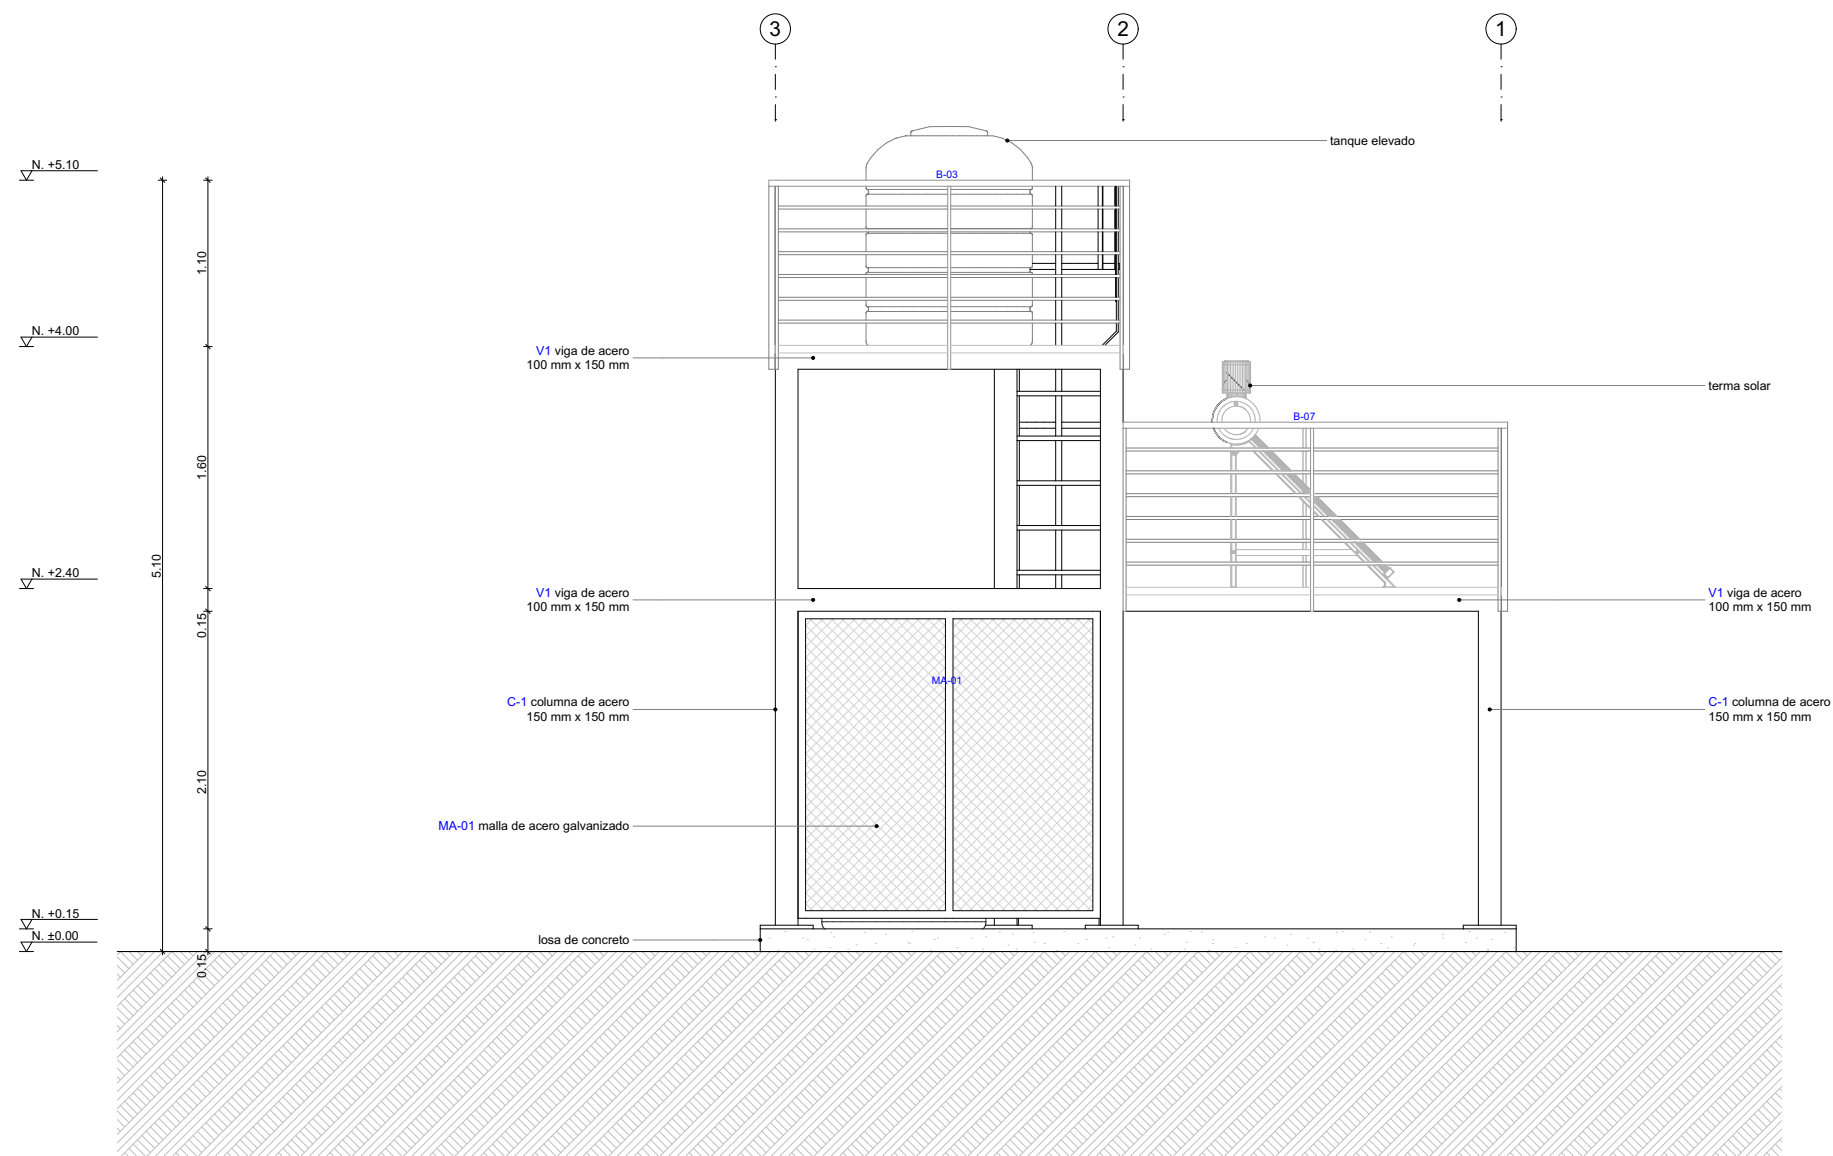 3
2
1
tanque elevado
N. +5.10
B-03
1.10
N. +4.00
V1 viga de acero
100 mm x 150 mm
terma solar
B-07
1.60
5.10
N. +2.40
V1 viga de acero
100 mm x 150 mm
V1 viga de acero
100 mm x 150 mm
0.15
MA-01
C-1 columna de acero
150 mm x 150 mm
C-1 columna de acero
150 mm x 150 mm
2.10
MA-01 malla de acero galvanizado
N. +0.15
N. ±0.00
losa de concreto
0.15